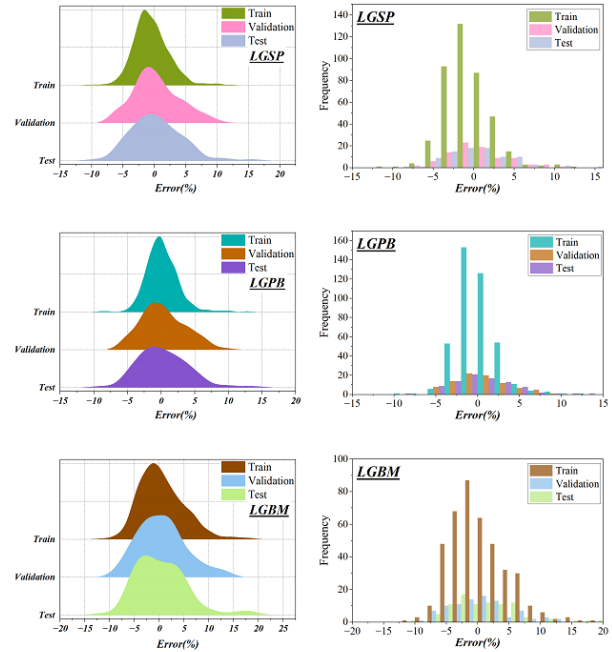 Train
Validation
Test
LGSP
Train
Validation
Test
−15 −10 −5 0 5 10 15 20
Error(%)
Frequency
140
120
100
80
60
40
20
0
LGSP
Train
Validation
Test
−15 −10 −5 0 5 10 15
Error(%)
Train
Validation
Test
LGPB
Train
Validation
Test
−15 −10 −5 0 5 10 15 20
Error(%)
Frequency
160
140
120
100
80
60
40
20
0
LGPB
Train
Validation
Test
−15 −10 −5 0 5 10 15
Error(%)
Train
Validation
Test
LGBM
Train
Validation
Test
−20 −15 −10 −5 0 5 10 15 20 25
Error(%)
Frequency
100
80
60
40
20
0
LGBM
Train
Validation
Test
−20 −15 −10 −5 0 5 10 15 20
Error(%)